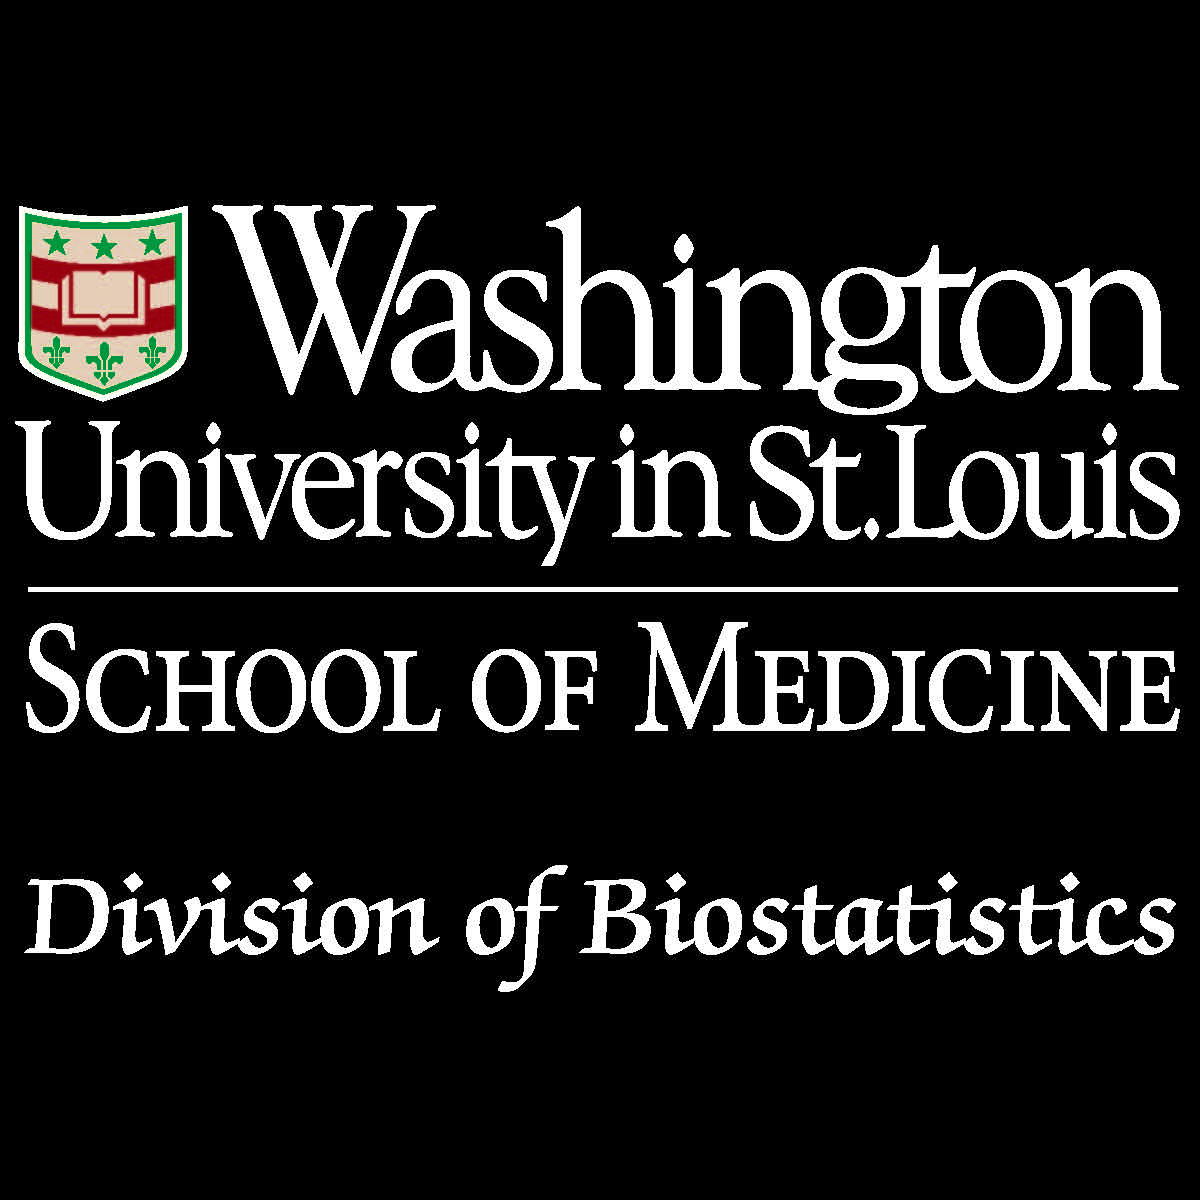 Washington
University in St. Louis
SCHOOL OF MEDICINE
Division of Biostatistics